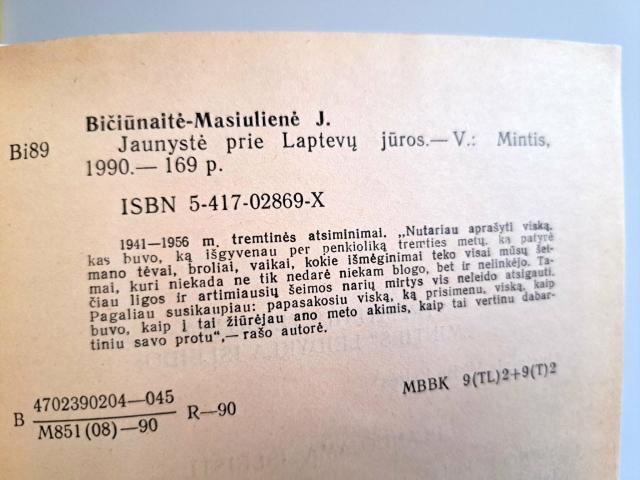 Bičiūnaitė-Masiulienė J.
Bi89 Jaunystė prie Laptevų jūros.— V.: Mintis,
1990.— 169 p.
ISBN 5-417-02869-X
1941—1956 m. tremtinės atsiminimai. „Nutariau aprašyti viską,
kas buvo, ką išgyvenau per penkioliką tremties metų, ką patyrė
mano tėvai, broliai, vaikai, kokie išmėginimai teko visai mūsų šei-
mai, kuri niekada ne tik nedarė niekam blogo, bet ir nelinkėjo. Ta-
čiau ligos ir artimiausių šeimos narių mirtys vis neleido atsigauti.
Pagaliau susikaupiau: papasakosiu viską, ką prisimenu, viską, kaip
buvo, kaip į tai žiūrėjau ano meto akimis, kaip tai vertinu dabar-
tiniu savo protu“,— rašo autorė.
B 4702390204—045 R—90
M851(08)—90
MBBK 9(TL)2+9(T)2